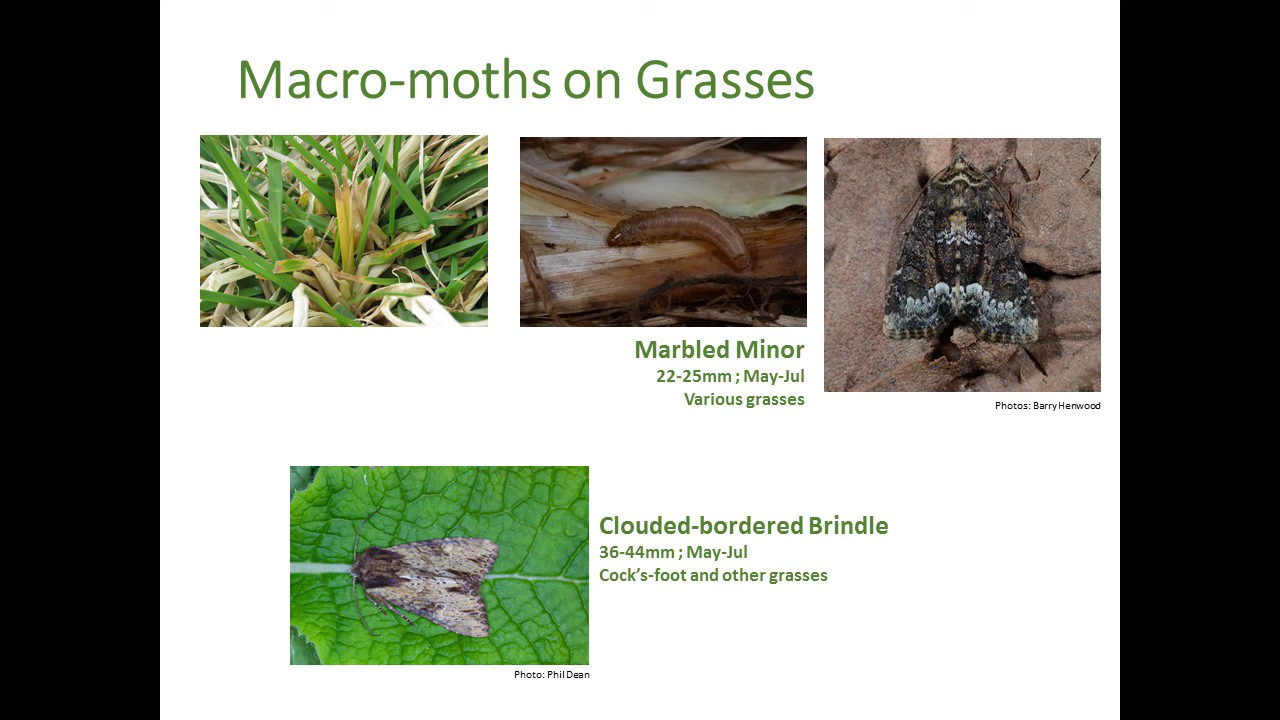 Macro-moths on Grasses
Marbled Minor
22-25mm ; May-Jul
Various grasses
Photos: Barry Henwood
Clouded-bordered Brindle
36-44mm ; May-Jul
Cock’s-foot and other grasses
Photo: Phil Dean